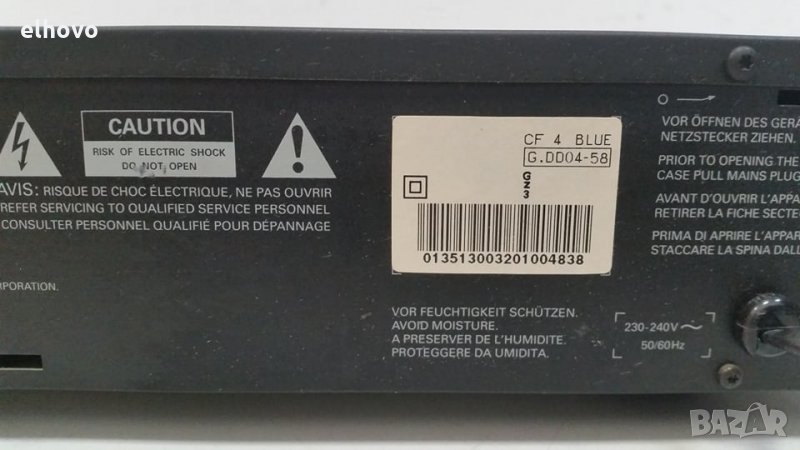 elhovo
CAUTION
RISK OF ELECTRIC SHOCK
DO NOT OPEN
AVIS: RISQUE DE CHOC ÉLECTRIQUE, NE PAS OUVRIR
REFER SERVICING TO QUALIFIED SERVICE PERSONNEL
CONSULTER PERSONNEL QUALIFIÉ POUR DÉPANNAGE
PORATION.
CF 4 BLUE
G.DD04-58
GZ3
013513003201004838
VOR FEUCHTIGKEIT SCHÜTZEN.
AVOID MOISTURE.
A PRESERVER DE L'HUMIDITE.
PROTEGGERE DA UMIDITA.
VOR ÖFFNEN DES GERÄ
NETZSTECKER ZIEHEN.
PRIOR TO OPENING THE
CASE PULL MAINS PLUG
AVANT D'OUVRIR L'APPA
RETIRER LA FICHE SECTE
PRIMA DI APRIRE L'APPAR
STACCARE LA SPINA DALL
230-240V ~
50/60Hz
BAZAR